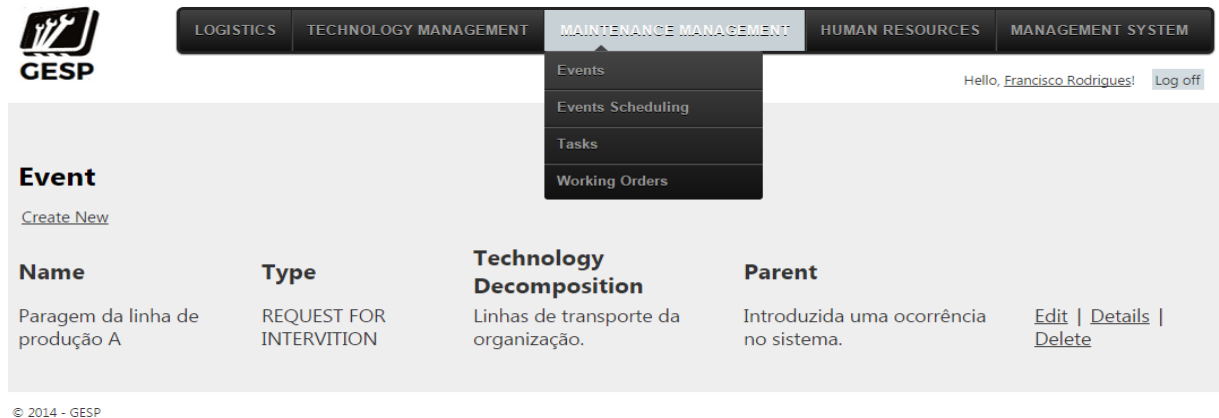 GESP
LOGISTICS
TECHNOLOGY MANAGEMENT
MAINTENANCE MANAGEMENT
HUMAN RESOURCES
MANAGEMENT SYSTEM
Events
Events Scheduling
Tasks
Working Orders
Hello, Francisco Rodrigues! Log off
Event
Create New
Name
Type
Technology
Decomposition
Parent
Paragem da linha de
produção A
REQUEST FOR
INTERVITION
Linhas de transporte da
organização.
Introduzida uma ocorrência
no sistema.
Edit | Details |
Delete
© 2014 - GESP